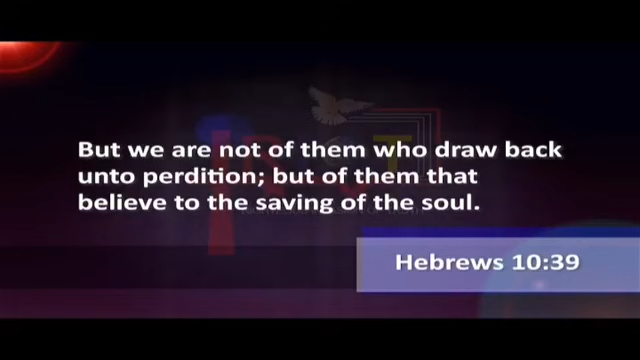 But we are not of them who draw back
unto perdition; but of them that
believe to the saving of the soul.
Hebrews 10:39